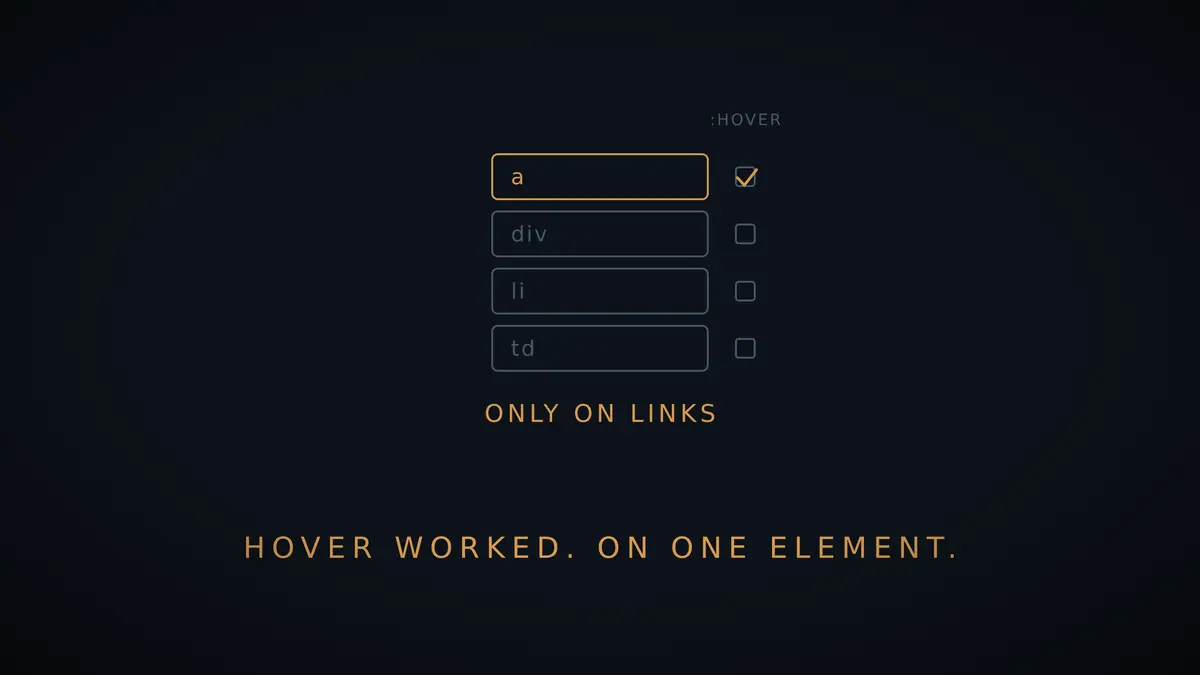 :HOVER
a
div
li
td
ONLY ON LINKS
HOVER WORKED. ON ONE ELEMENT.